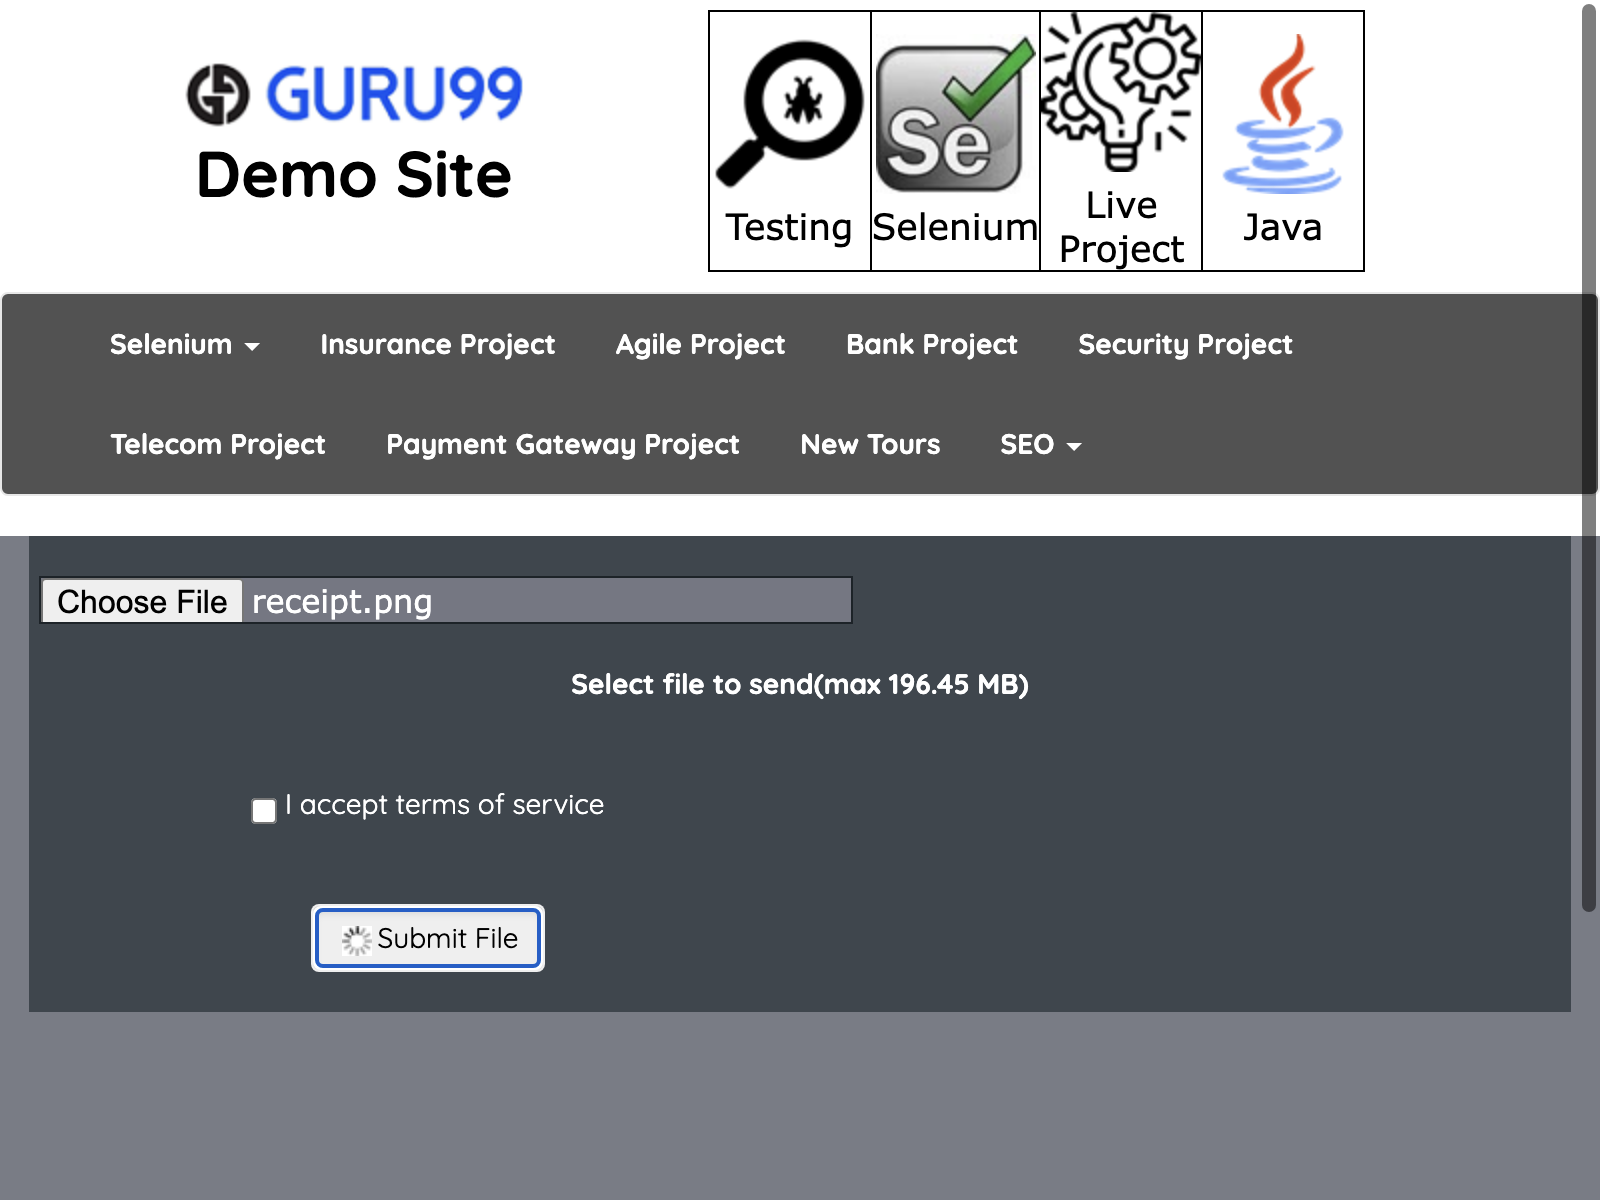 GURU99
Demo Site
Testing
Selenium
Live
Project
Java
Se
Selenium
Insurance Project
Agile Project
Bank Project
Security Project
Telecom Project
Payment Gateway Project
New Tours
SEO
Choose File receipt.png
Select file to send(max 196.45 MB)
I accept terms of service
Submit File